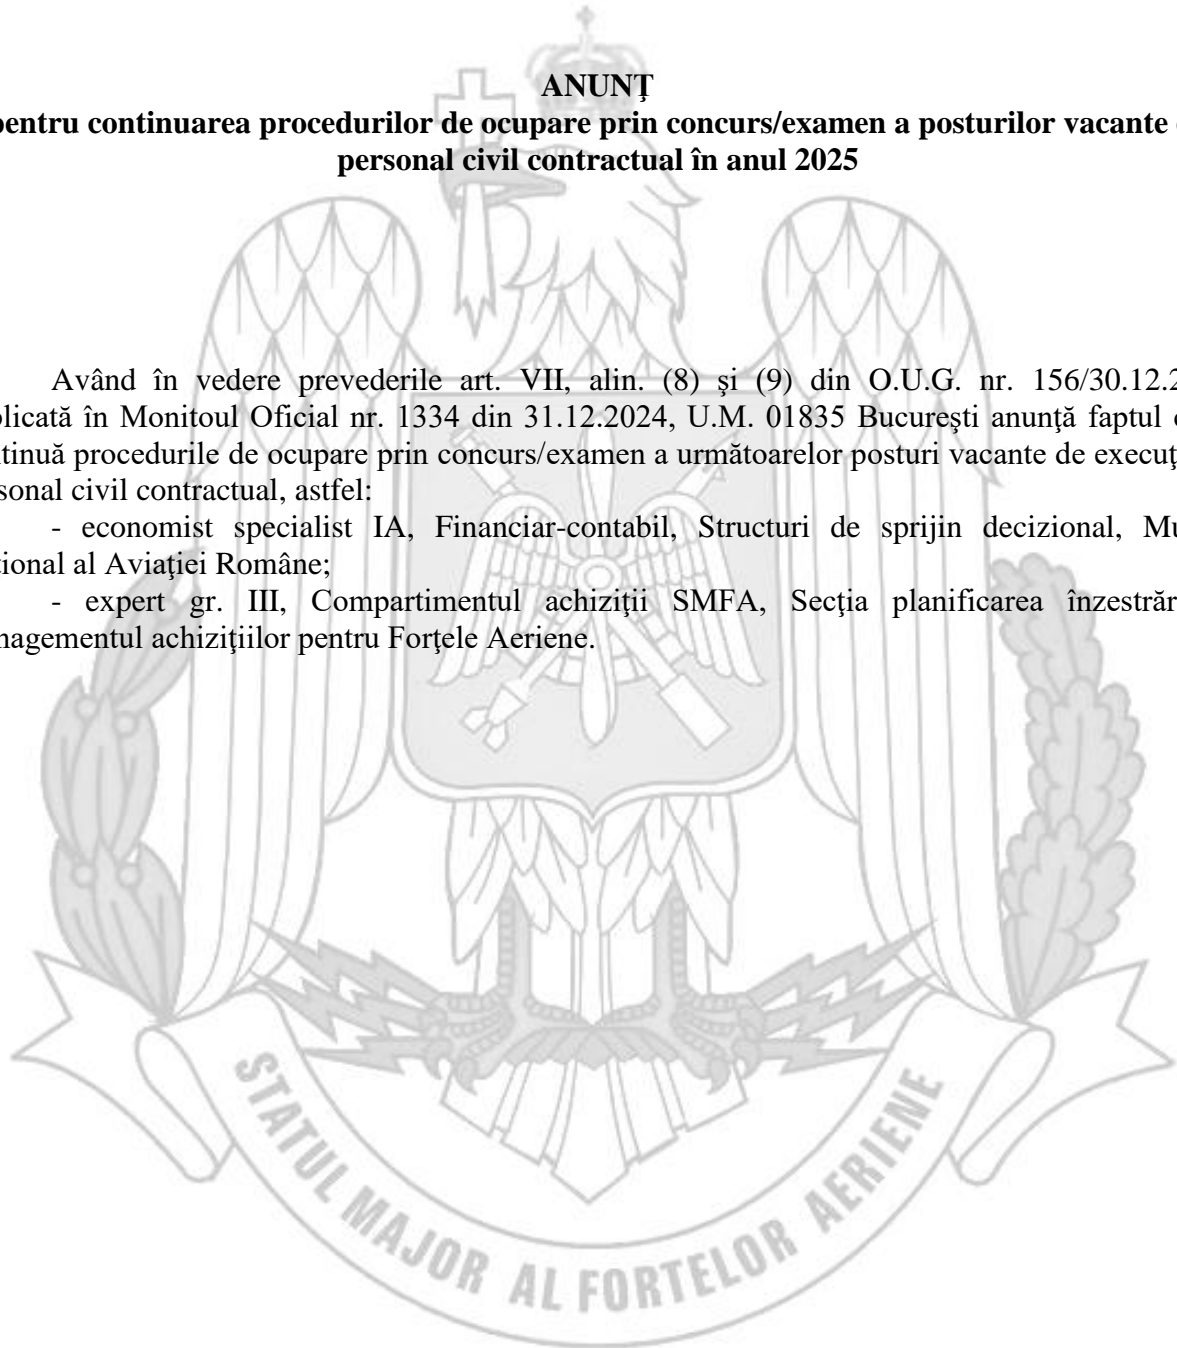 ANUNŢ
pentru continuarea procedurilor de ocupare prin concurs/examen a posturilor vacante
personal civil contractual în anul 2025
Având în vedere prevederile art. VII, alin. (8) şi (9) din O.U.G. nr. 156/30.12.2
blicată în Monitoul Oficial nr. 1334 din 31.12.2024, U.M. 01835 Bucureşti anunţă faptul
ntinuă procedurile de ocupare prin concurs/examen a următoarelor posturi vacante de execuţ
rsonal civil contractual, astfel:
- economist specialist IA, Financiar-contabil, Structuri de sprijin decizional, Mu
ţional al Aviaţiei Române;
- expert gr. III, Compartimentul achiziţii SMFA, Secţia planificarea înzestrăr
nagementul achiziţiilor pentru Forţele Aeriene.
STATUL MAJOR AL FORTELOR AERIENE